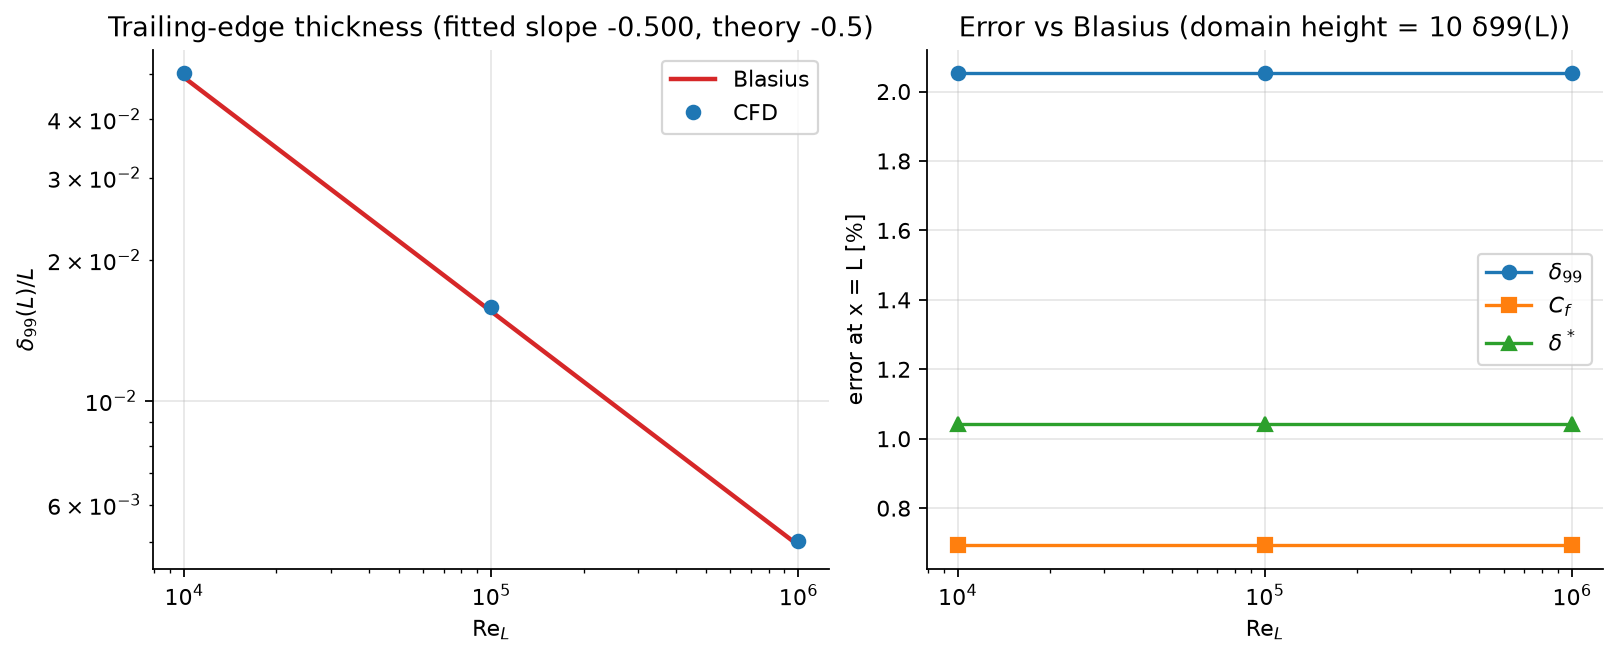 Trailing-edge thickness (fitted slope -0.500, theory -0.5)
Blasius
CFD
4 × 10⁻²
3 × 10⁻²
2 × 10⁻²
10⁻²
6 × 10⁻³
δ₉₉(L)/L
10⁴
10⁵
10⁶
Re_L
Error vs Blasius (domain height = 10 δ99(L))
2.0
1.8
1.6
1.4
1.2
1.0
0.8
error at x = L [%]
δ₉₉
C_f
δ*
10⁴
10⁵
10⁶
Re_L